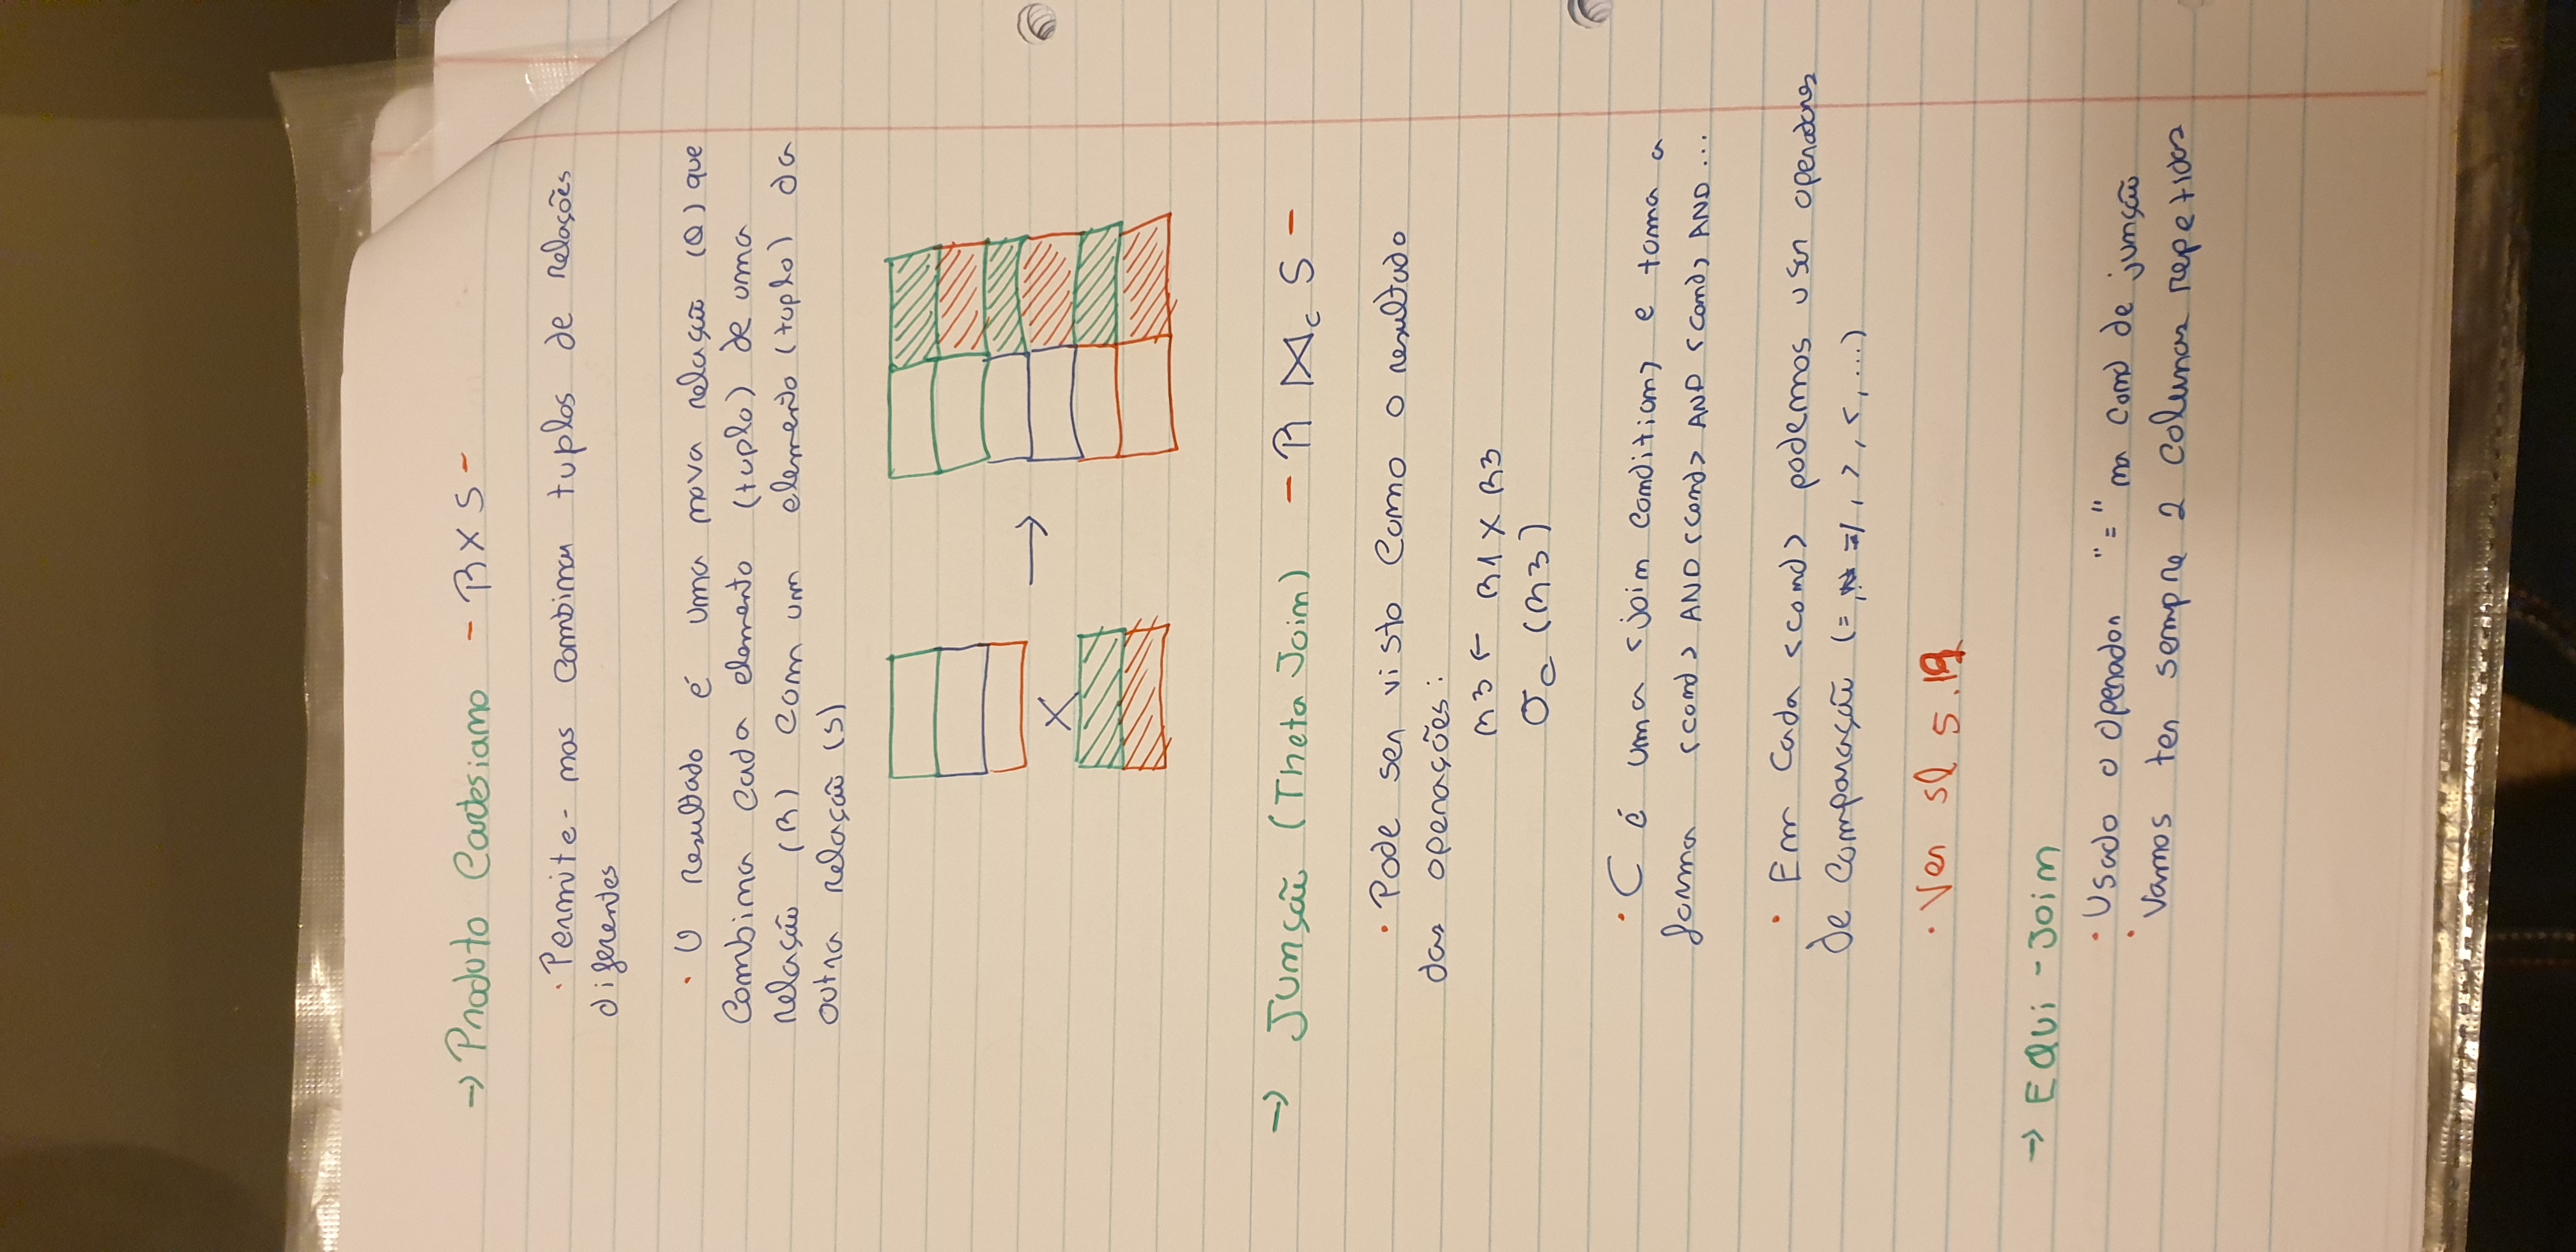 → Produto Cartesiano - R X S -
· Permite-nos combinar tuplos de relações
diferentes
· O resultado é uma nova relação (Q) que
combina cada elemento (tuplo) de uma
relação (R) com um elemento (tuplo) da
outra relação (S)
X
→
→ Junção (Theta Join) - R ⋈c S -
· Pode ser visto como o resultado
das operações:
R3 ← R1 X R3
σc (R3)
· C é uma <join condition> e toma a
forma <cond> AND <cond> AND <cond> AND ...
· Em cada <cond> podemos usar operadores
de comparação (=, =/, >, <, ...)
· Ver sl 5.19
→ EQUI-JOIN
· Usado o operador "=" na cond de junção
· Vamos ter sempre 2 colunas repetidas